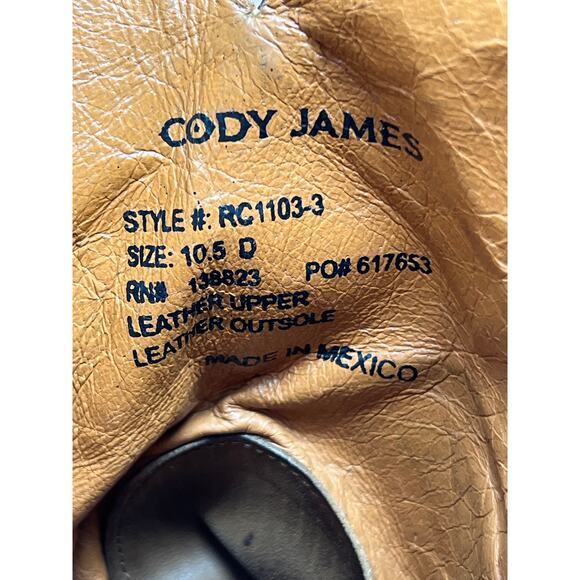 CODY JAMES
STYLE #: RC1103-3
SIZE: 10.5 D
RN# 138823 PO# 617653
LEATHER UPPER
LEATHER OUTSOLE
MADE IN MEXICO